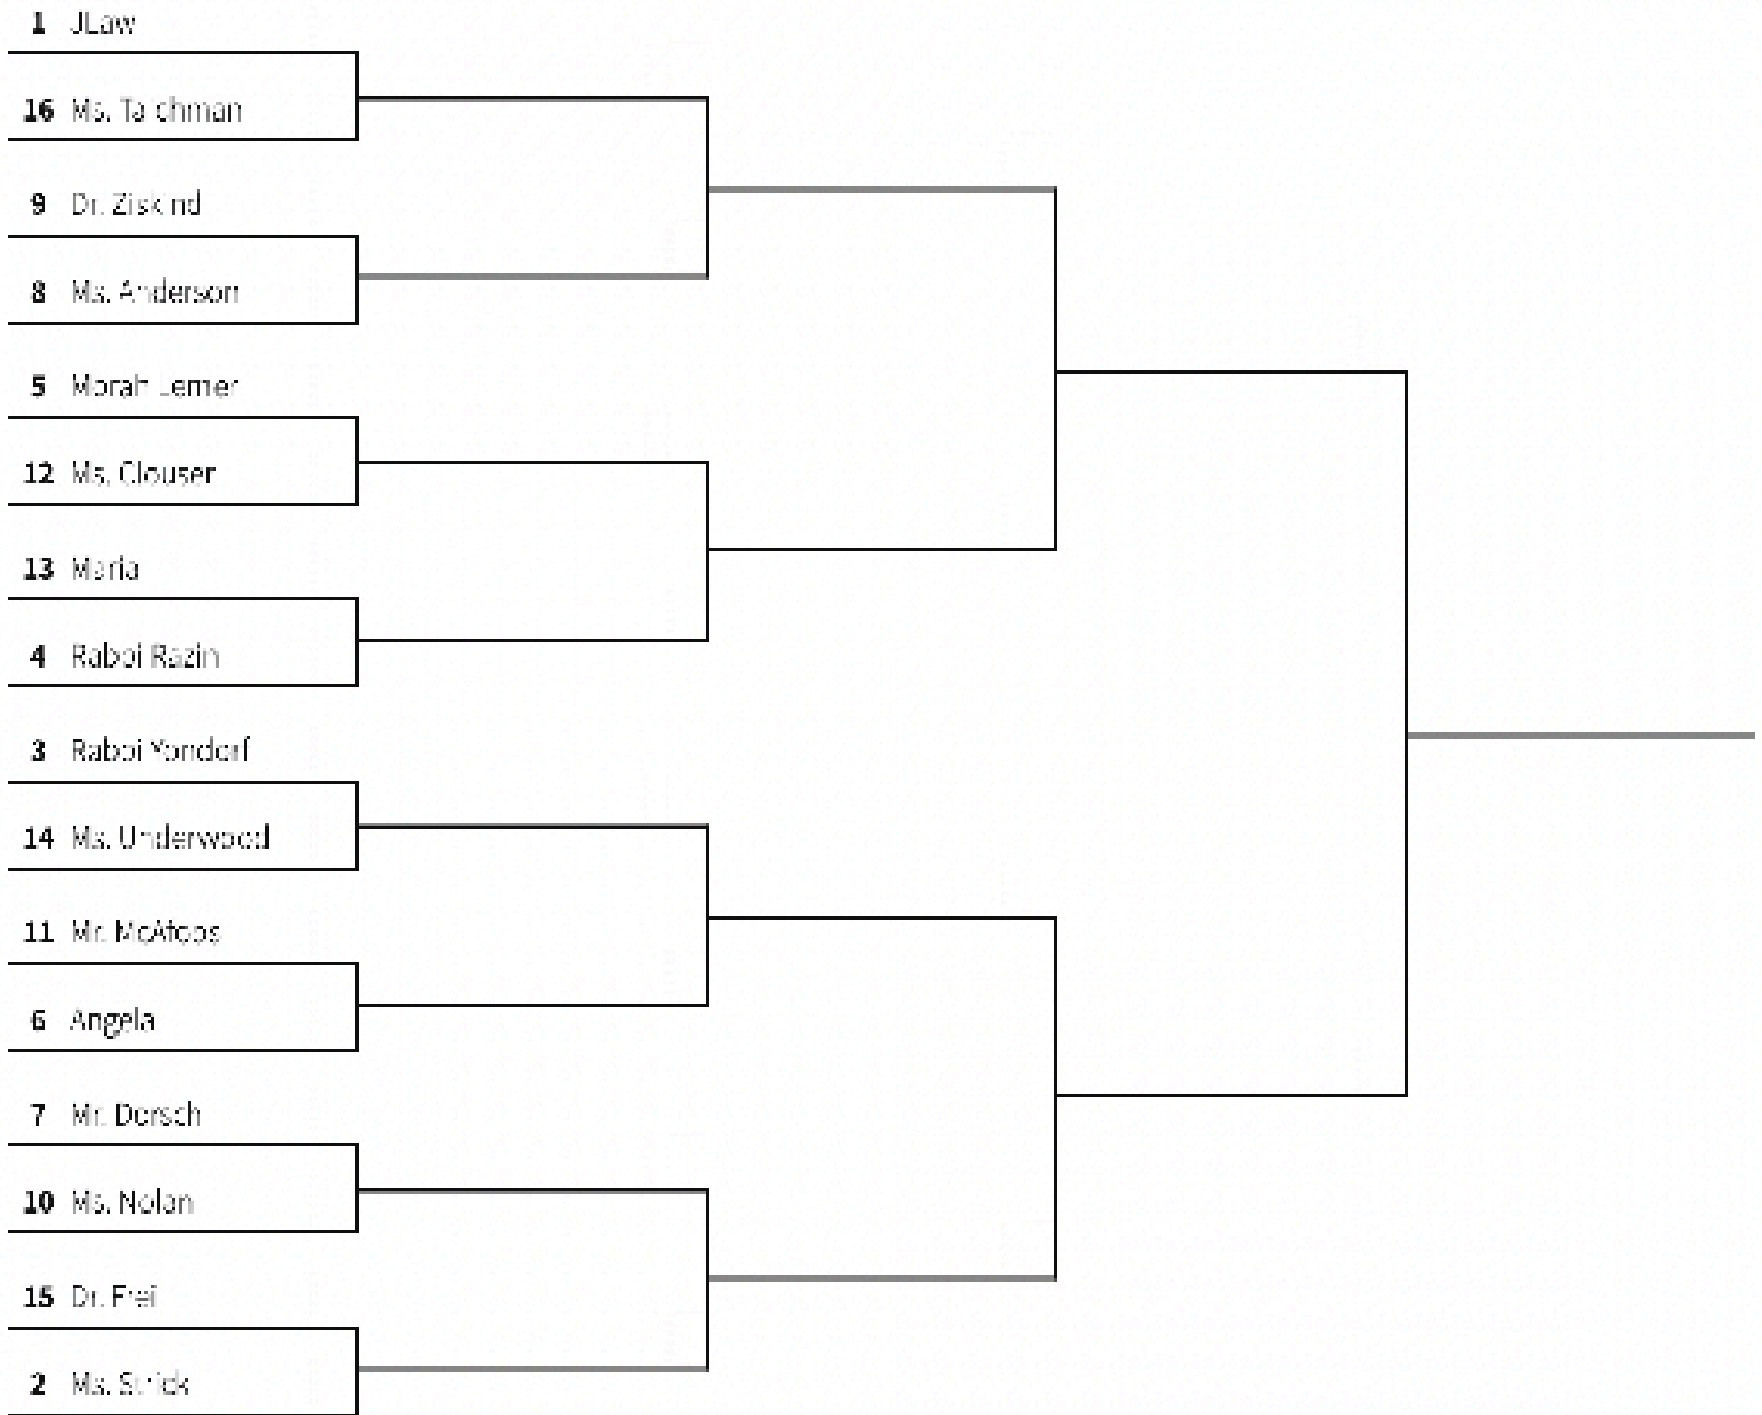 1 JLaw
16 Ms. Taichman
9 Dr. Ziskind
8 Ms. Anderson
5 Morah Lerner
12 Ms. Clouser
13 Maria
4 Rabbi Razin
3 Rabbi Yondorf
14 Ms. Underwood
11 Mr.
6 Angela
7 Mr. Dorsch
10 Ms. Nolan
15 Dr. Frei
2 Ms. Strick